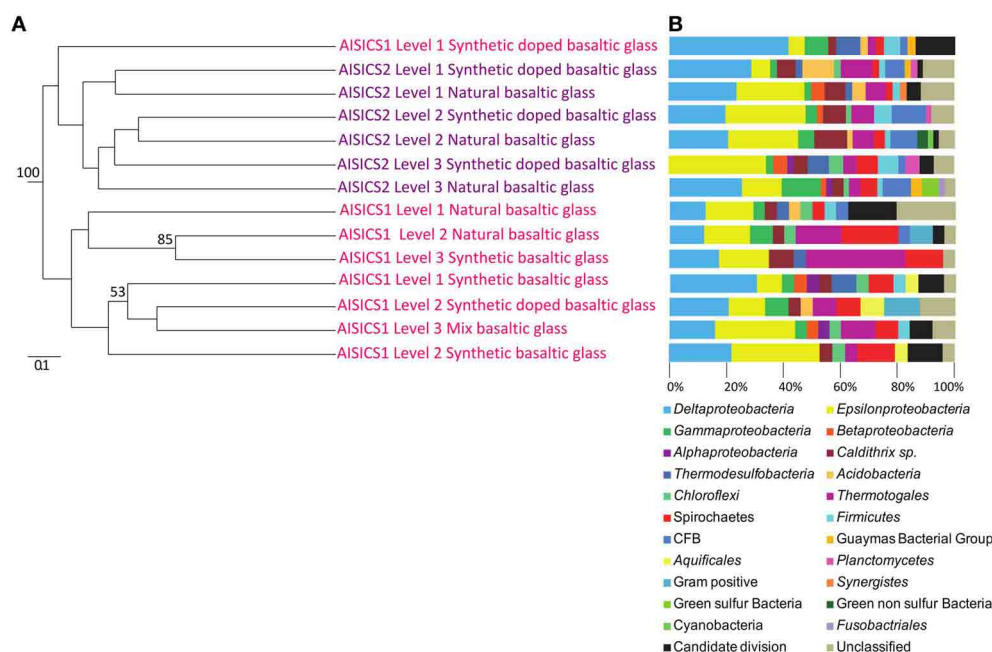 A
B
AISICS1 Level 1 Synthetic doped basaltic glass
AISICS2 Level 1 Synthetic doped basaltic glass
AISICS2 Level 1 Natural basaltic glass
AISICS2 Level 2 Synthetic doped basaltic glass
AISICS2 Level 2 Natural basaltic glass
AISICS2 Level 3 Synthetic doped basaltic glass
100
AISICS2 Level 3 Natural basaltic glass
AISICS1 Level 1 Natural basaltic glass
85
AISICS1 Level 2 Natural basaltic glass
AISICS1 Level 3 Synthetic basaltic glass
AISICS1 Level 1 Synthetic basaltic glass
53
AISICS1 Level 2 Synthetic doped basaltic glass
AISICS1 Level 3 Mix basaltic glass
AISICS1 Level 2 Synthetic basaltic glass
0.1
0% 20% 40% 60% 80% 100%
Deltaproteobacteria Epsilonproteobacteria
Gammaproteobacteria Betaproteobacteria
Alphaproteobacteria Caldithrix sp.
Thermodesulfobacteria Acidobacteria
Chloroflexi Thermotogales
Spirochaetes Firmicutes
CFB Guaymas Bacterial Group
Aquificales Planctomycetes
Gram positive Synergistes
Green sulfur Bacteria Green non sulfur Bacteria
Cyanobacteria Fusobactriales
Candidate division Unclassified